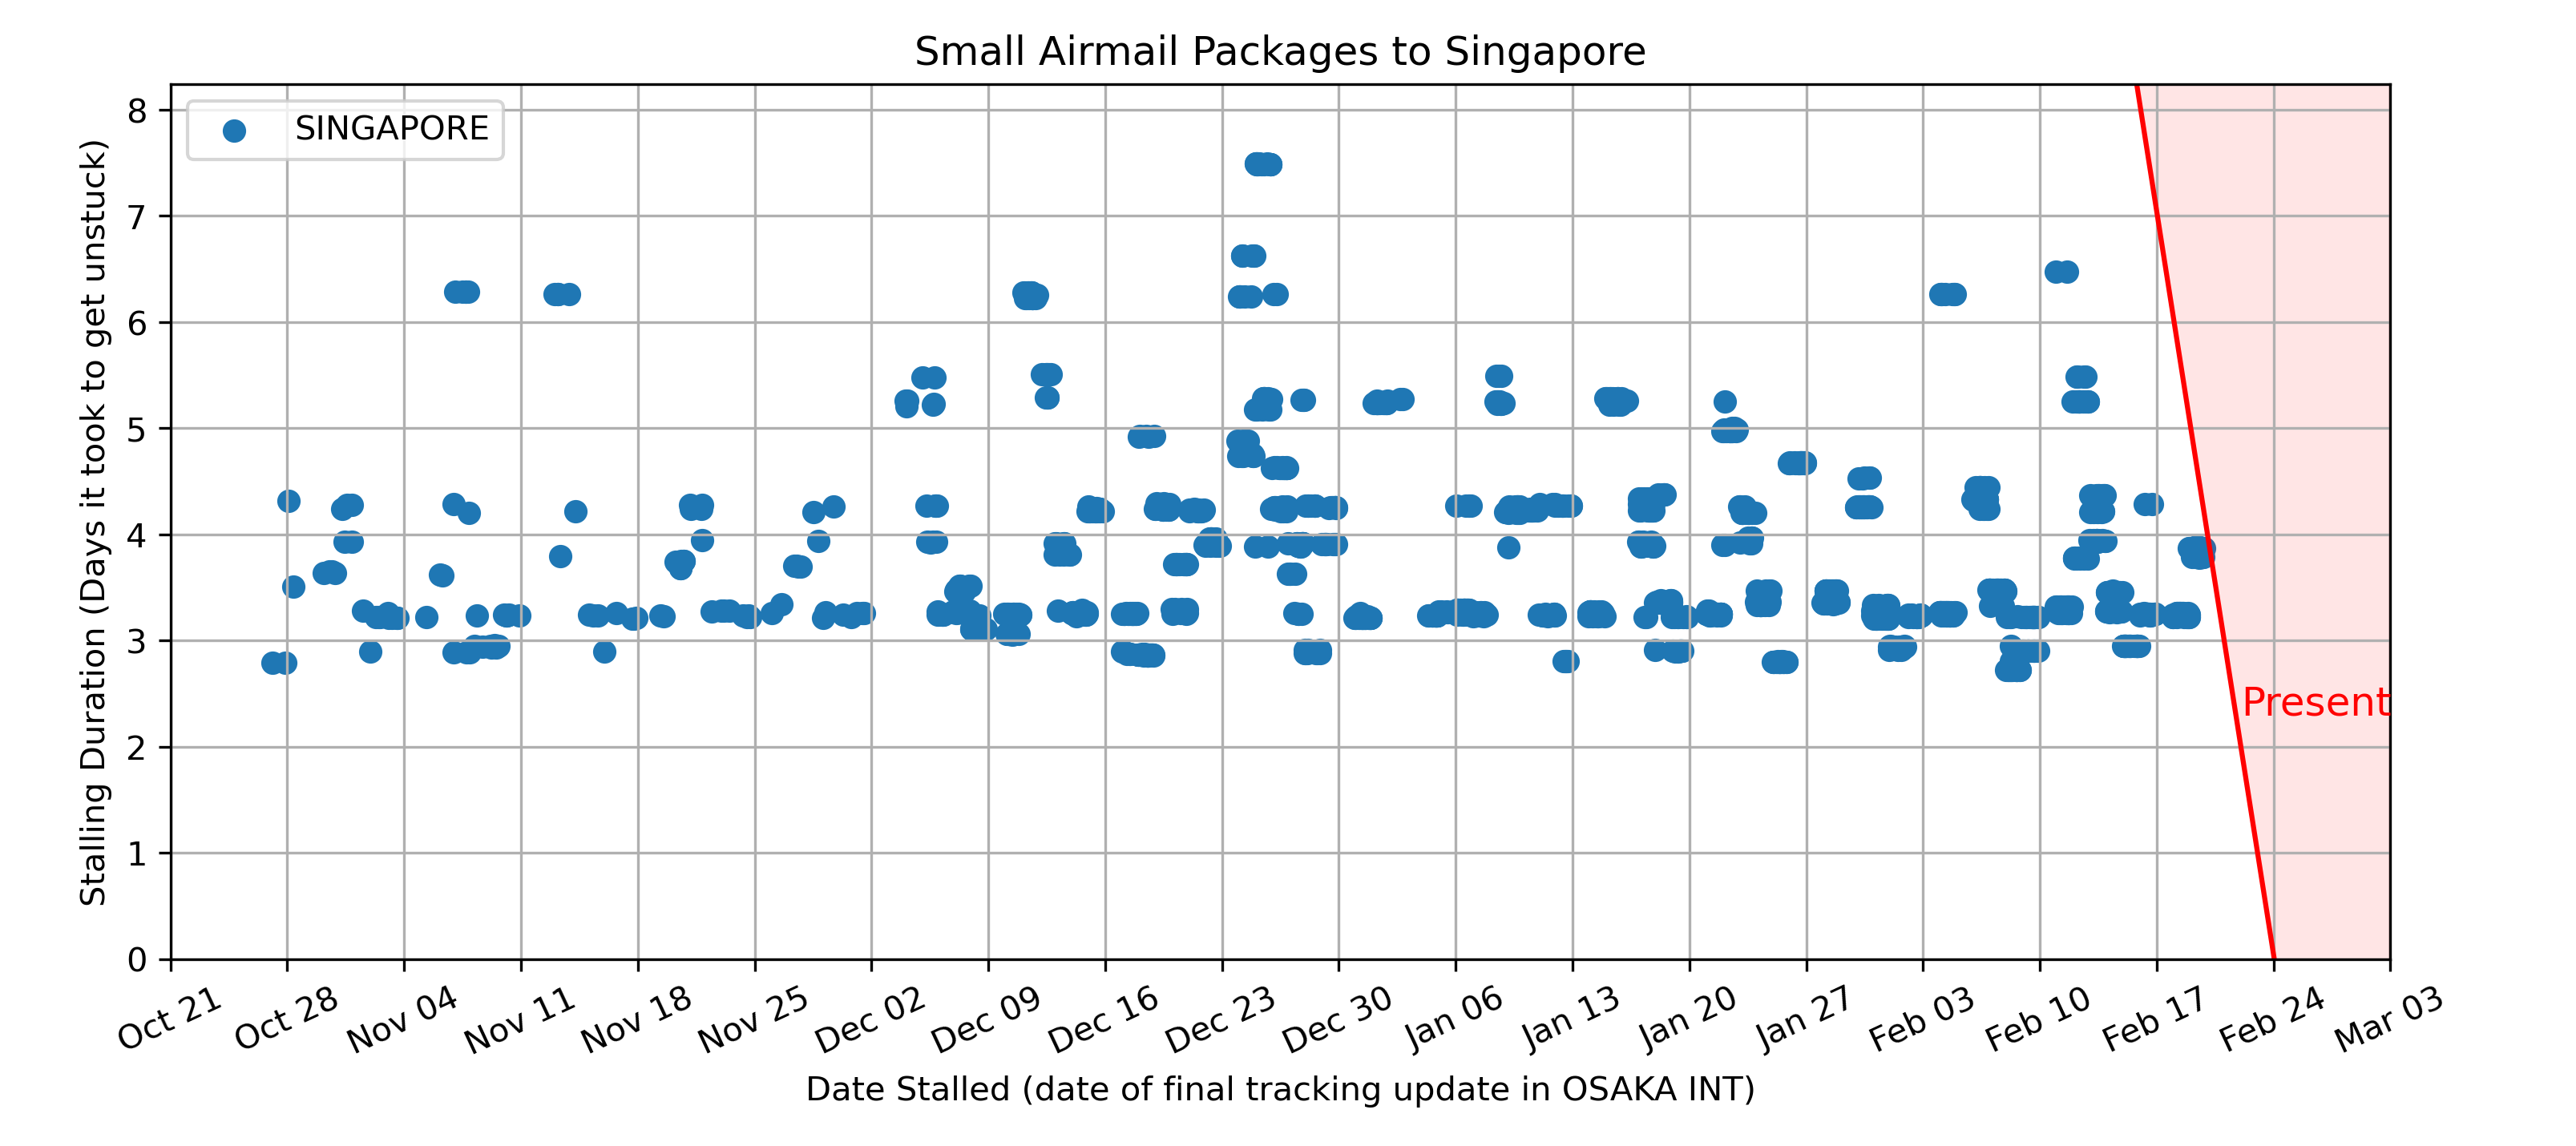 Small Airmail Packages to Singapore
SINGAPORE
Stalling Duration (Days it took to get unstuck)
8
7
6
5
4
3
2
1
0
Present
Oct 21
Oct 28
Nov 04
Nov 11
Nov 18
Nov 25
Dec 02
Dec 09
Dec 16
Dec 23
Dec 30
Jan 06
Jan 13
Jan 20
Jan 27
Feb 03
Feb 10
Feb 17
Feb 24
Mar 03
Date Stalled (date of final tracking update in OSAKA INT)